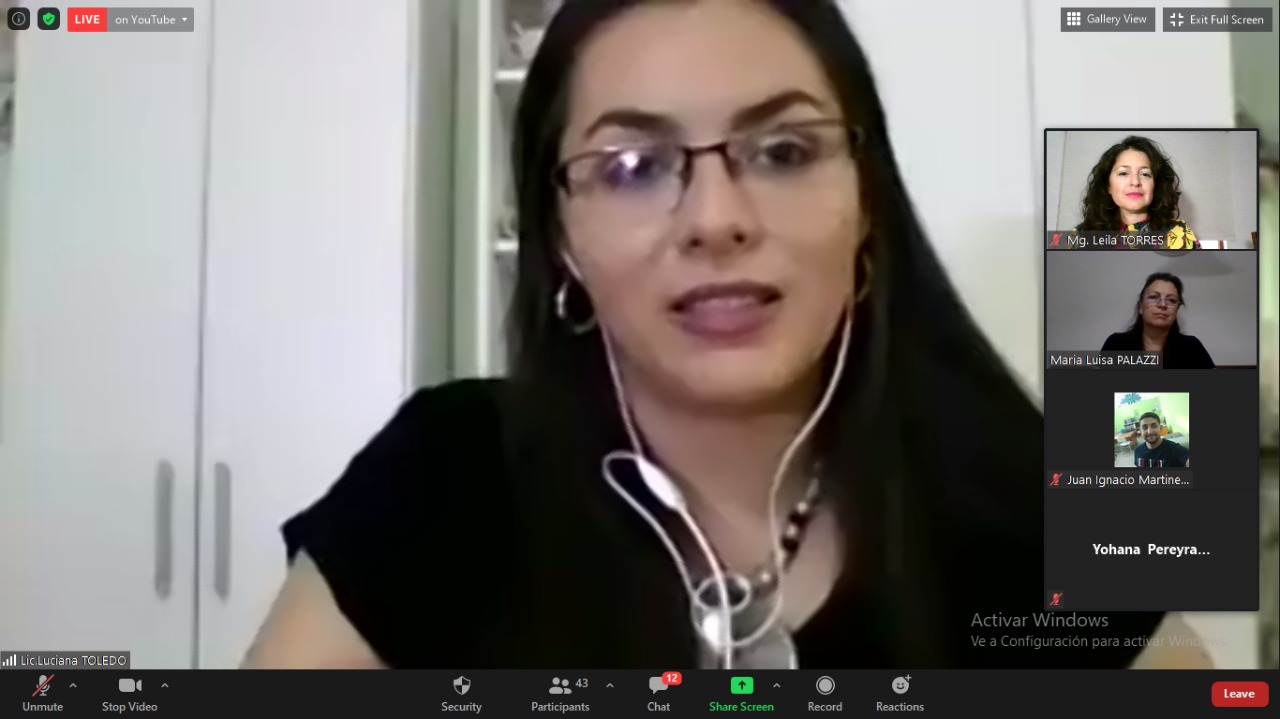 LIVE on YouTube
Gallery View
Exit Full Screen
Mg. Leila TORRES
Maria Luisa PALAZZI
Juan Ignacio Martine...
Yohana Pereyra...
Activar Windows
Ve a Configuración para activar Windows.
Lic.Luciana TOLEDO
Unmute
Stop Video
Security
43
Participants
12
Chat
Share Screen
Record
Reactions
Leave